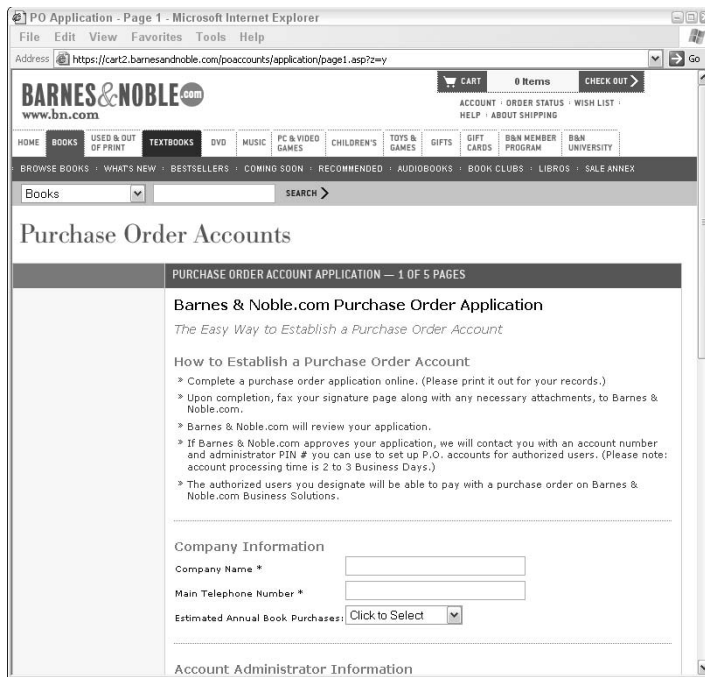 PO Application - Page 1 - Microsoft Internet Explorer
File Edit View Favorites Tools Help
Address https://cart2.barnesandnoble.com/poaccounts/application/page1.asp?z=y Go
BARNES&NOBLE.com
www.bn.com
CART 0 Items CHECK OUT
ACCOUNT ORDER STATUS WISH LIST
HELP ABOUT SHIPPING
HOME BOOKS USED & OUT OF PRINT TEXTBOOKS DVD MUSIC PC & VIDEO GAMES CHILDREN'S TOYS & GAMES GIFTS GIFT CARDS B&N MEMBER PROGRAM B&N UNIVERSITY
BROWSE BOOKS : WHAT'S NEW : BESTSELLERS : COMING SOON : RECOMMENDED : AUDIOBOOKS : BOOK CLUBS : LIBROS : SALE ANNEX
Books SEARCH
Purchase Order Accounts
PURCHASE ORDER ACCOUNT APPLICATION — 1 OF 5 PAGES
Barnes & Noble.com Purchase Order Application
The Easy Way to Establish a Purchase Order Account
How to Establish a Purchase Order Account
» Complete a purchase order application online. (Please print it out for your records.)
» Upon completion, fax your signature page along with any necessary attachments, to Barnes &
Noble.com.
» Barnes & Noble.com will review your application.
» If Barnes & Noble.com approves your application, we will contact you with an account number
and administrator PIN # you can use to set up P.O. accounts for authorized users. (Please note:
account processing time is 2 to 3 Business Days.)
» The authorized users you designate will be able to pay with a purchase order on Barnes &
Noble.com Business Solutions.
Company Information
Company Name *
Main Telephone Number *
Estimated Annual Book Purchases: Click to Select
Account Administrator Information